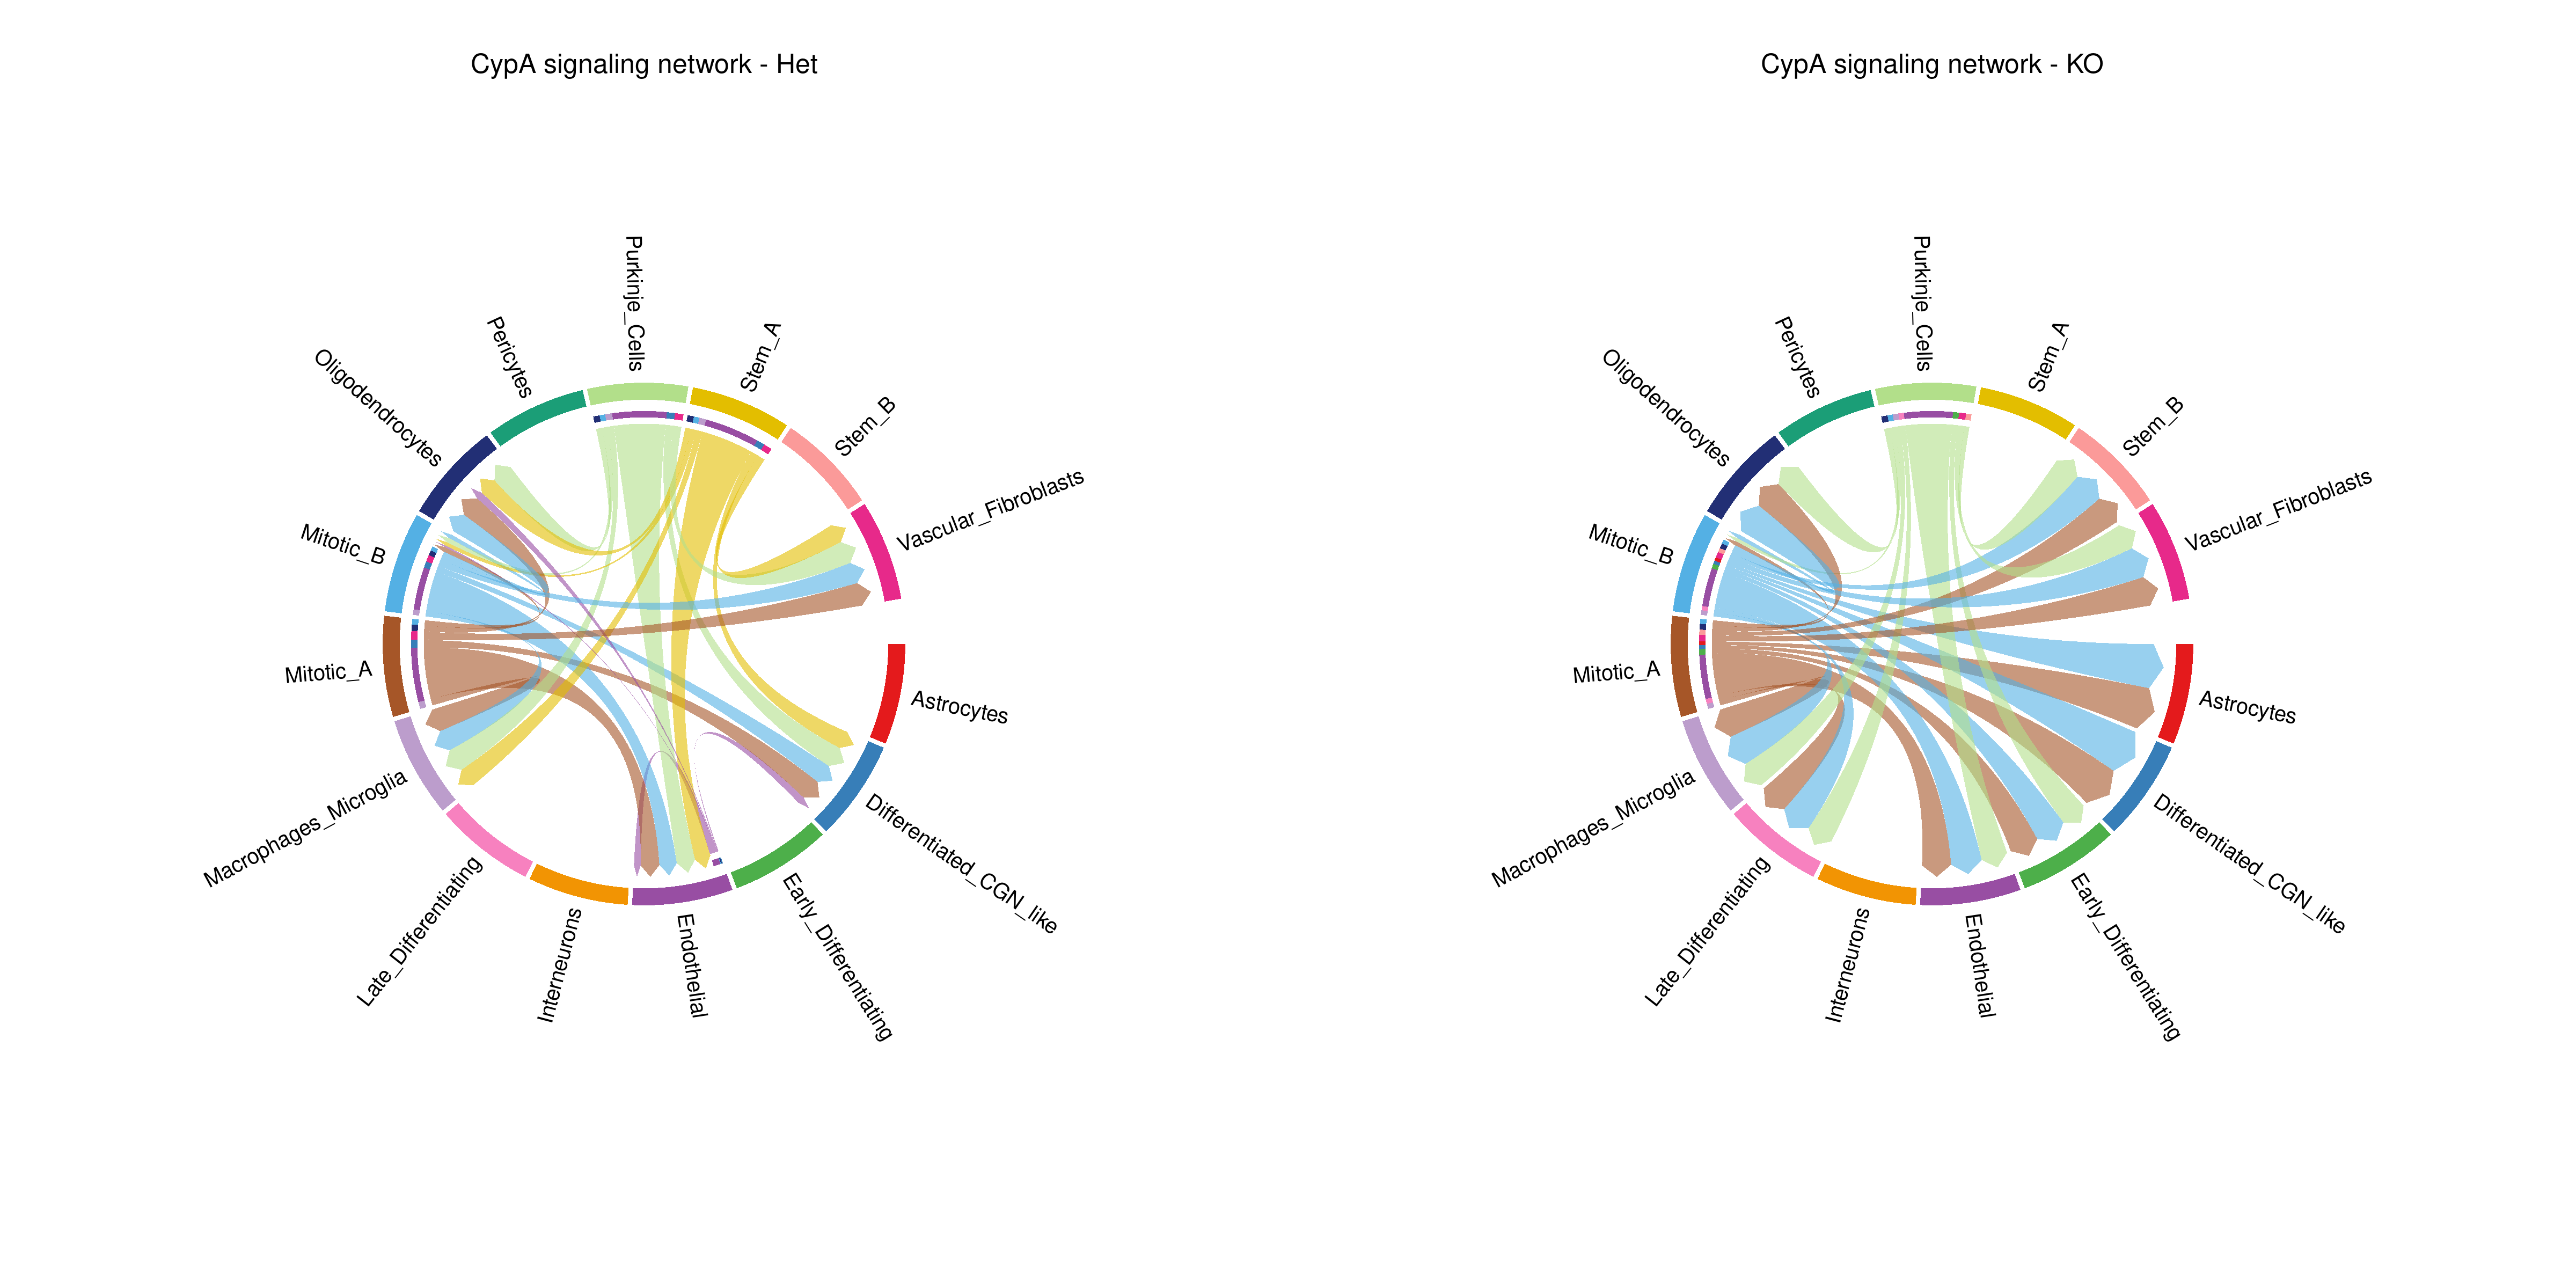 CypA signaling network - Het
Purkinje_Cells
Stem_A
Pericytes
Stem_B
Oligodendrocytes
Vascular_Fibroblasts
Mitotic_B
Mitotic_A
Astrocytes
Macrophages_Microglia
Differentiated_CGN_like
Late_Differentiating
Interneurons
Endothelial
Early_Differentiating
CypA signaling network - KO
Purkinje_Cells
Stem_A
Pericytes
Stem_B
Oligodendrocytes
Vascular_Fibroblasts
Mitotic_B
Mitotic_A
Astrocytes
Macrophages_Microglia
Differentiated_CGN_like
Late_Differentiating
Interneurons
Endothelial
Early_Differentiating